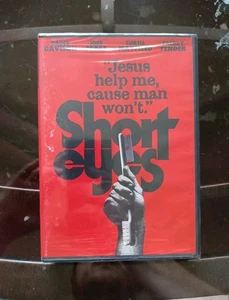 "Jesus
help me,
cause man
won't."
Short
eyes